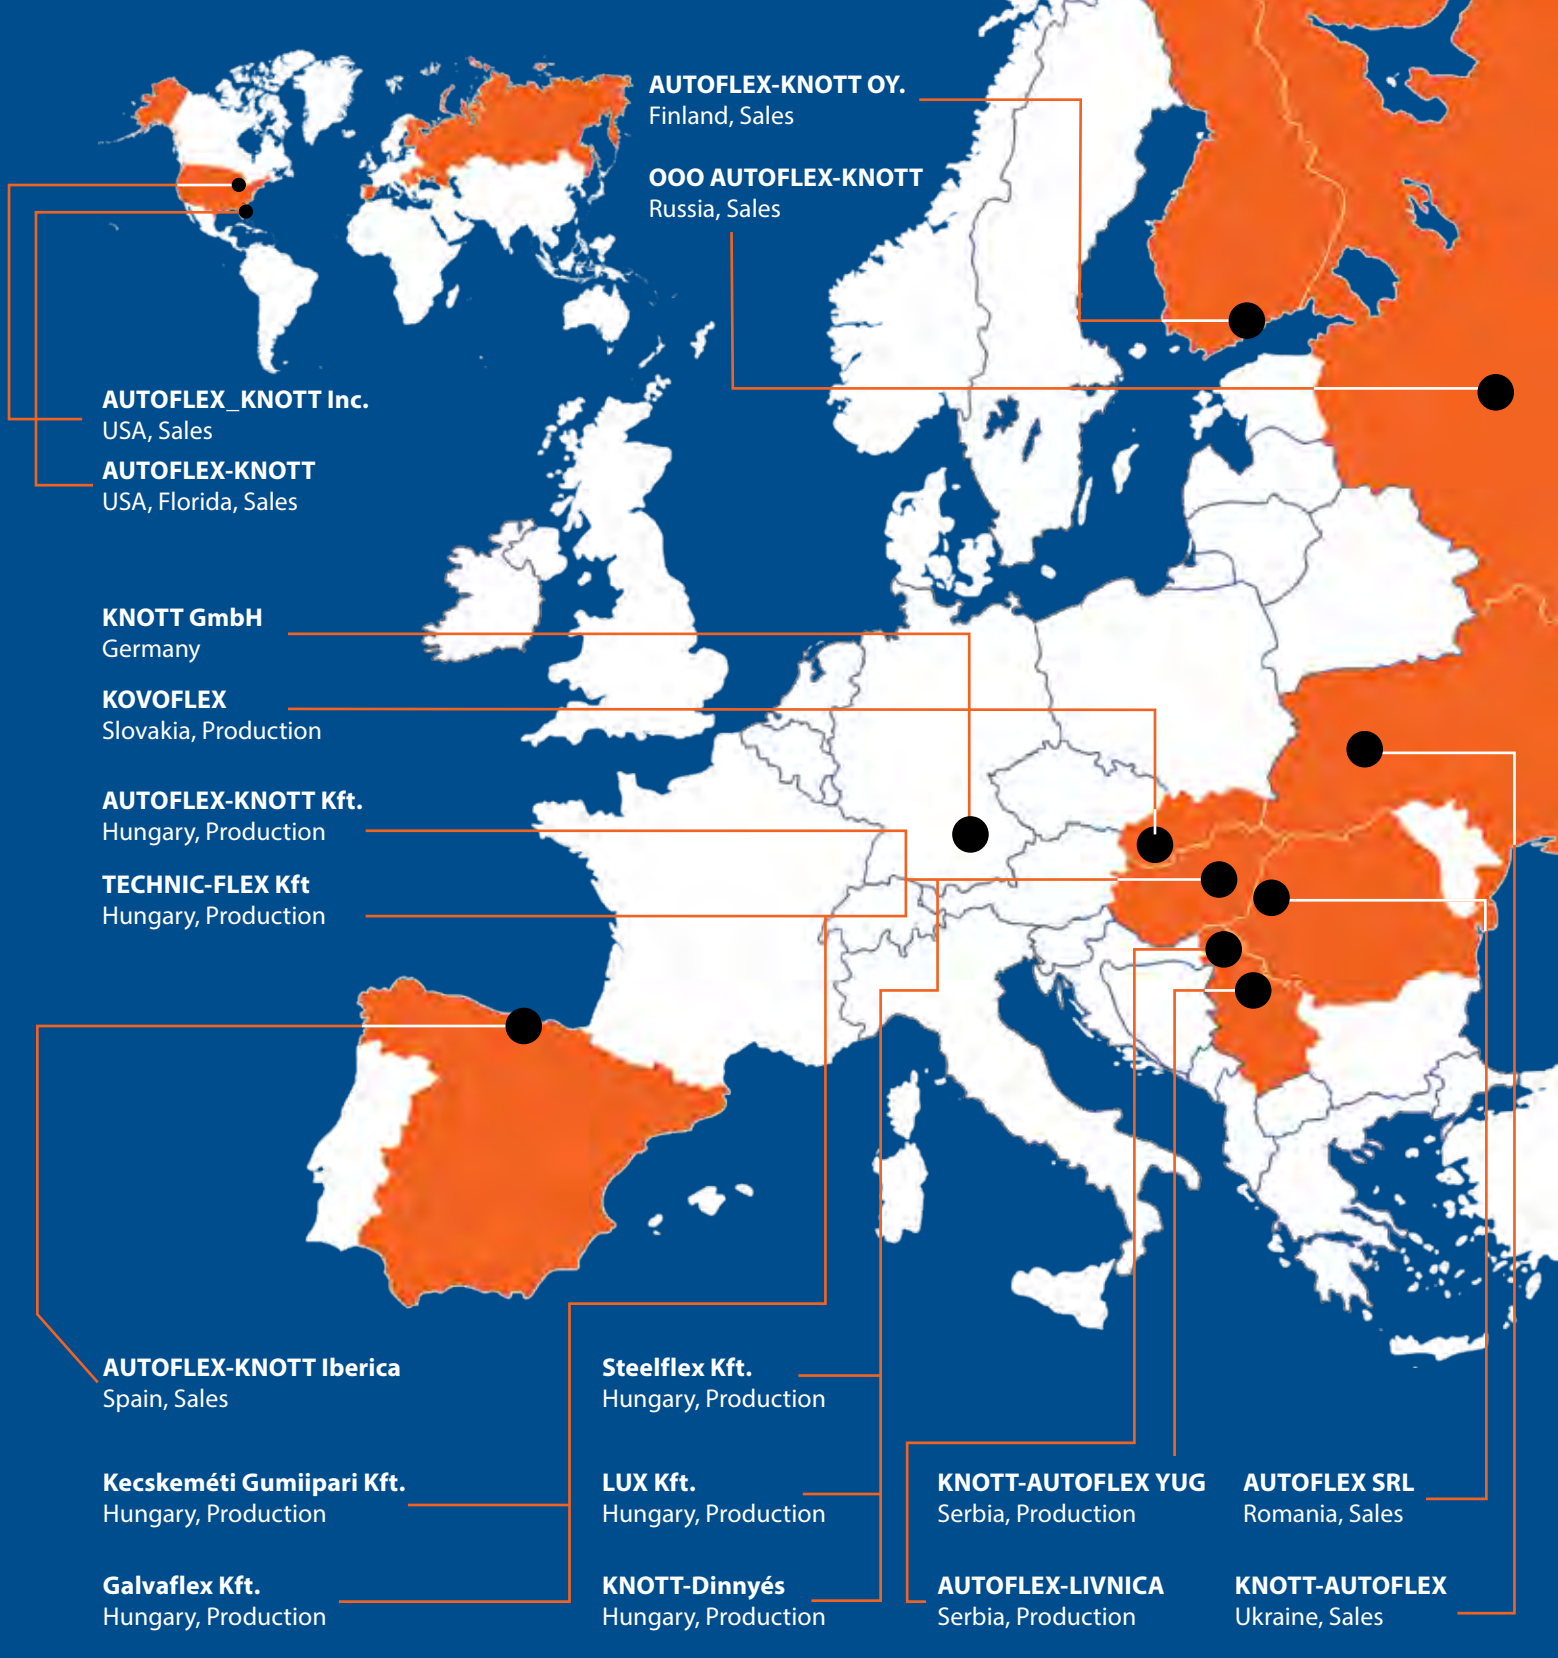 AUTOFLEX-KNOTT OY.
Finland, Sales
OOO AUTOFLEX-KNOTT
Russia, Sales
AUTOFLEX_KNOTT Inc.
USA, Sales
AUTOFLEX-KNOTT
USA, Florida, Sales
KNOTT GmbH
Germany
KOVOFLEX
Slovakia, Production
AUTOFLEX-KNOTT Kft.
Hungary, Production
TECHNIC-FLEX Kft
Hungary, Production
AUTOFLEX-KNOTT Iberica
Spain, Sales
Steelflex Kft.
Hungary, Production
Kecskeméti Gumiipari Kft.
Hungary, Production
LUX Kft.
Hungary, Production
KNOTT-AUTOFLEX YUG
Serbia, Production
AUTOFLEX SRL
Romania, Sales
Galvaflex Kft.
Hungary, Production
KNOTT-Dinnyés
Hungary, Production
AUTOFLEX-LIVNICA
Serbia, Production
KNOTT-AUTOFLEX
Ukraine, Sales